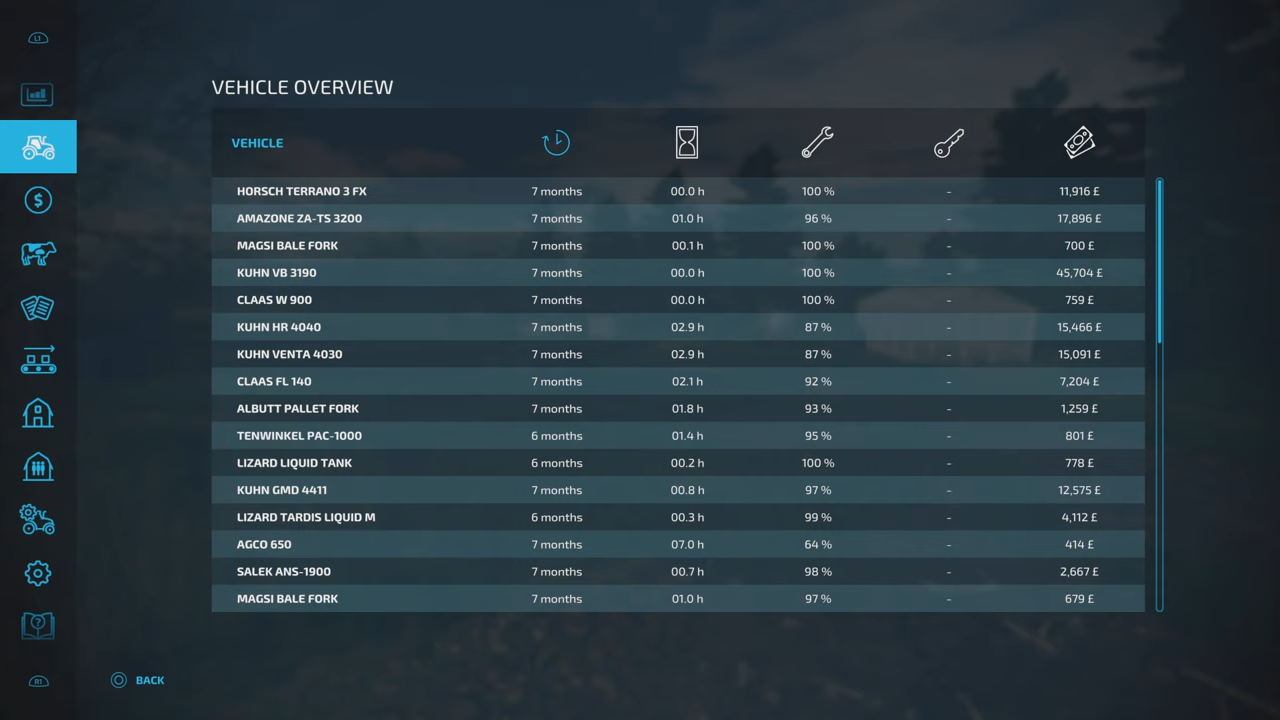 L1
VEHICLE OVERVIEW
VEHICLE
HORSCH TERRANO 3 FX 7 months 00.0 h 100 % - 11,916 £
AMAZONE ZA-TS 3200 7 months 01.0 h 96 % - 17,896 £
MAGSI BALE FORK 7 months 00.1 h 100 % - 700 £
KUHN VB 3190 7 months 00.0 h 100 % - 45,704 £
CLAAS W 900 7 months 00.0 h 100 % - 759 £
KUHN HR 4040 7 months 02.9 h 87 % - 15,466 £
KUHN VENTA 4030 7 months 02.9 h 87 % - 15,091 £
CLAAS FL 140 7 months 02.1 h 92 % - 7,204 £
ALBUTT PALLET FORK 7 months 01.8 h 93 % - 1,259 £
TENWINKEL PAC-1000 6 months 01.4 h 95 % - 801 £
LIZARD LIQUID TANK 6 months 00.2 h 100 % - 778 £
KUHN GMD 4411 7 months 00.8 h 97 % - 12,575 £
LIZARD TARDIS LIQUID M 6 months 00.3 h 99 % - 4,112 £
AGCO 650 7 months 07.0 h 64 % - 414 £
SALEK ANS-1900 7 months 00.7 h 98 % - 2,667 £
MAGSI BALE FORK 7 months 01.0 h 97 % - 679 £
R1
BACK